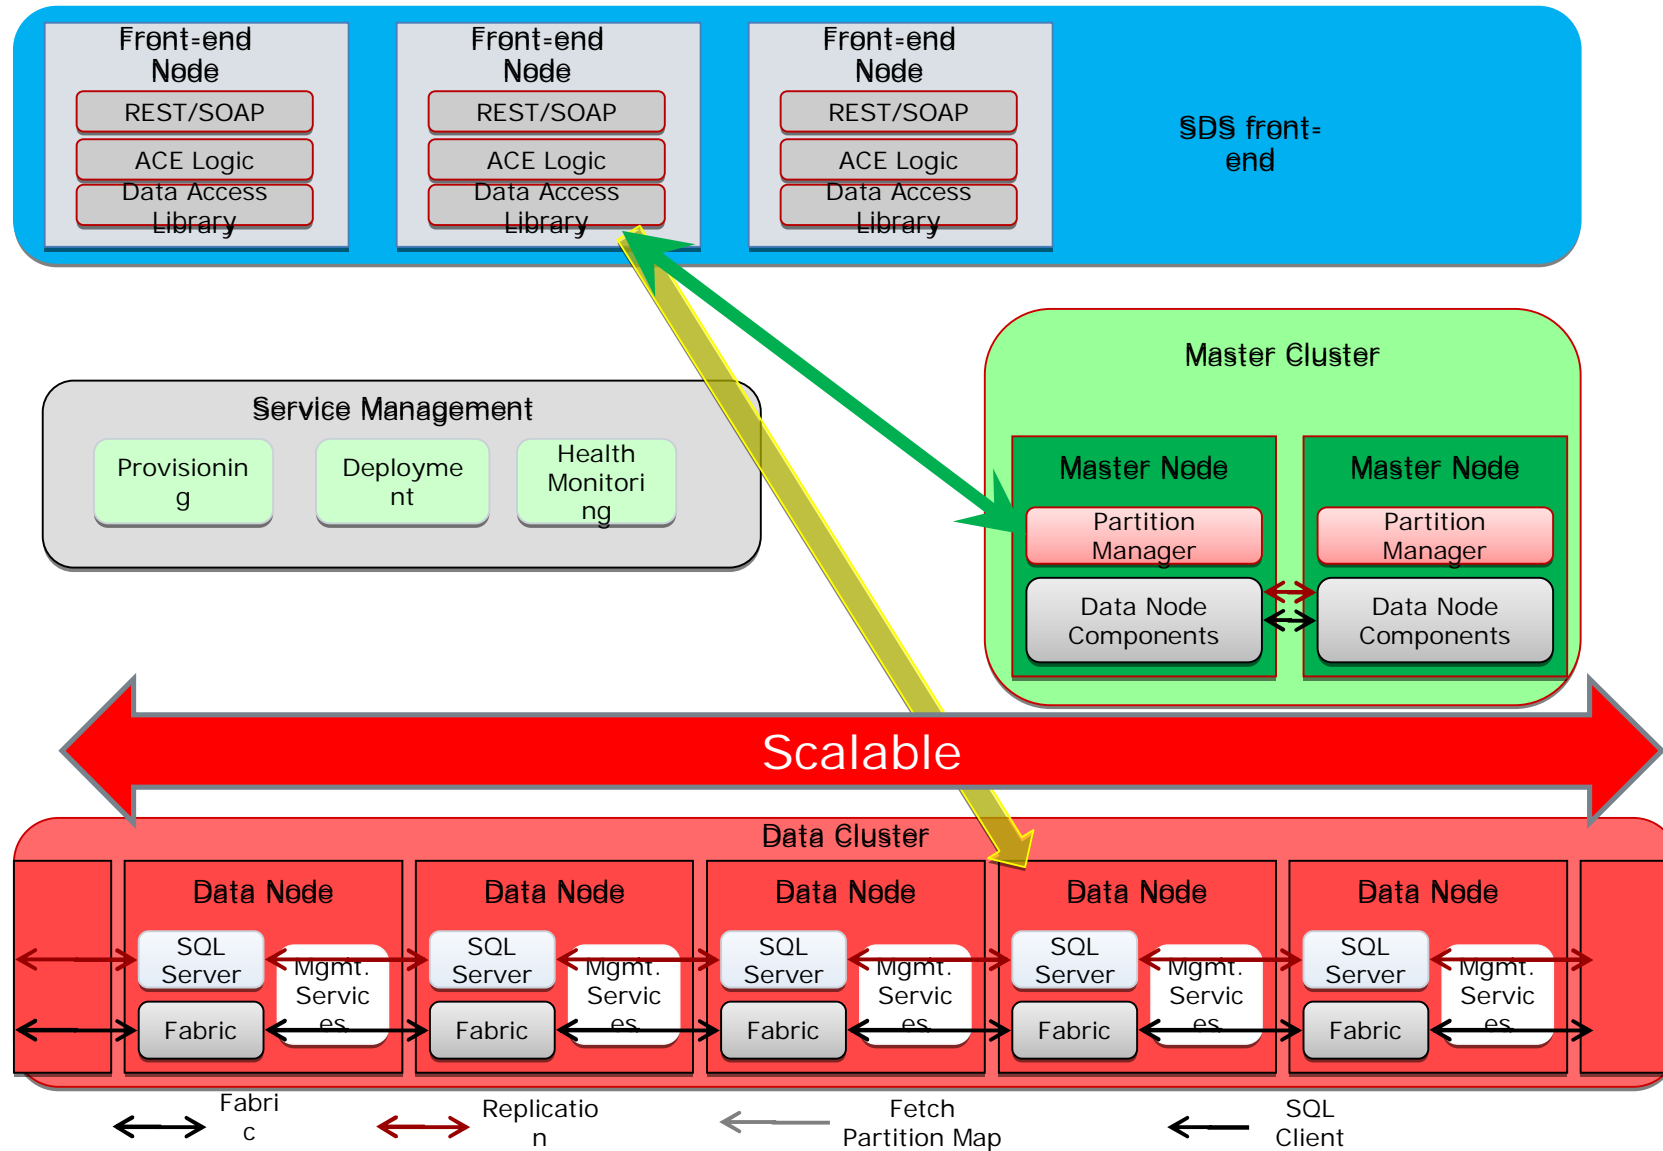 Front-end
Node
REST/SOAP
ACE Logic
Data Access
Library
Front-end
Node
REST/SOAP
ACE Logic
Data Access
Library
Front-end
Node
REST/SOAP
ACE Logic
Data Access
Library
SDS front-
end
Master Cluster
Master Node
Partition
Manager
Data Node
Components
Master Node
Partition
Manager
Data Node
Components
Service Management
Provisionin
g
Deployme
nt
Health
Monitori
ng
Scalable
Data Cluster
Data Node
SQL
Server
Mgmt.
Servic
es
Fabric
Data Node
SQL
Server
Mgmt.
Servic
es
Fabric
Data Node
SQL
Server
Mgmt.
Servic
es
Fabric
Data Node
SQL
Server
Mgmt.
Servic
es
Fabric
Data Node
SQL
Server
Mgmt.
Servic
es
Fabric
Fabri
c
Replicatio
n
Fetch
Partition Map
SQL
Client